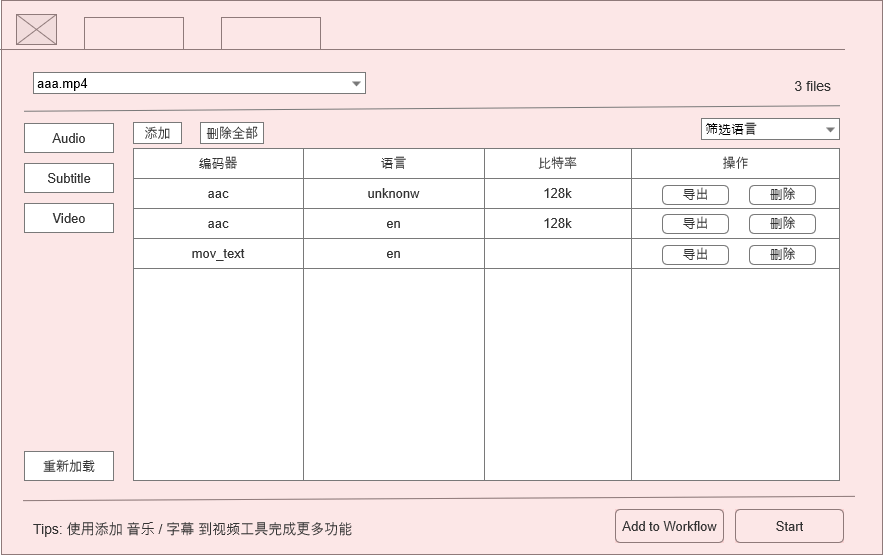 aaa.mp4
3 files
Audio
Subtitle
Video
重新加载
添加 删除全部 筛选语言
编码器 语言 比特率 操作
aac unknonw 128k 导出 删除
aac en 128k 导出 删除
mov_text en 导出 删除
Tips: 使用添加 音乐 / 字幕 到视频工具完成更多功能
Add to Workflow Start